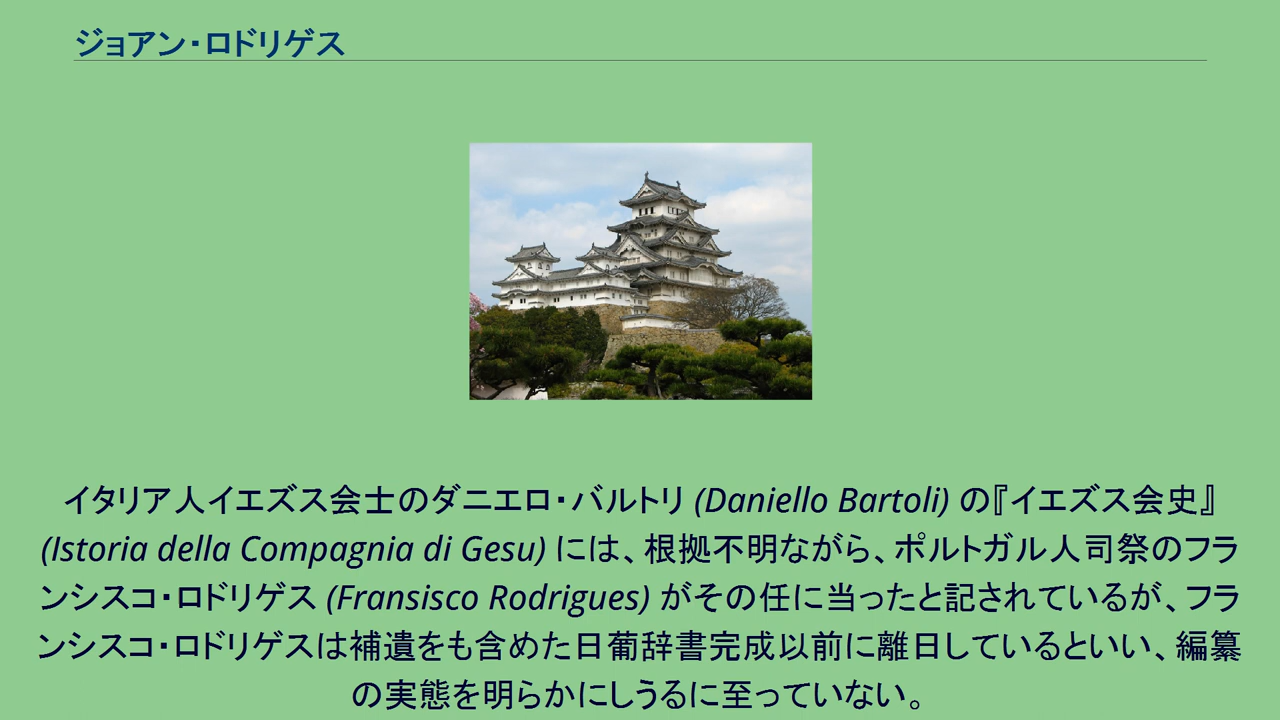 ジョアン・ロドリゲス
イタリア人イエズス会士のダニエロ・バルトリ (Daniello Bartoli) の『イエズス会史』
(Istoria della Compagnia di Gesu) には、根拠不明ながら、ポルトガル人司祭のフラ
ンシスコ・ロドリゲス (Fransisco Rodrigues) がその任に当ったと記されているが、フラ
ンシスコ・ロドリゲスは補遺をも含めた日葡辞書完成以前に離日しているといい、編纂
の実態を明らかにしうるに至っていない。